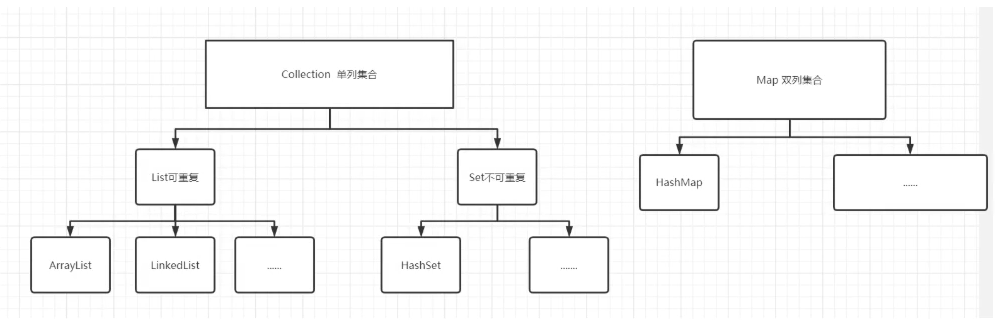 Collection 单列集合
Map 双列集合
List可重复
Set不可重复
HashMap
......
ArrayList
LinkedList
......
HashSet
.......